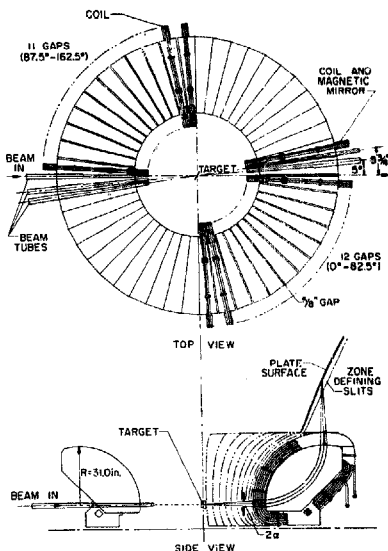 COIL
11 GAPS
(87.5°-162.5°)
COIL AND
MAGNETIC
MIRROR
BEAM
IN
TARGET
5°
BEAM
TUBES
12 GAPS
(0°-82.5°)
5/8" GAP
TOP VIEW
PLATE
SURFACE
ZONE
DEFINING
SLITS
TARGET
R=31.0in.
BEAM IN
2α
SIDE VIEW